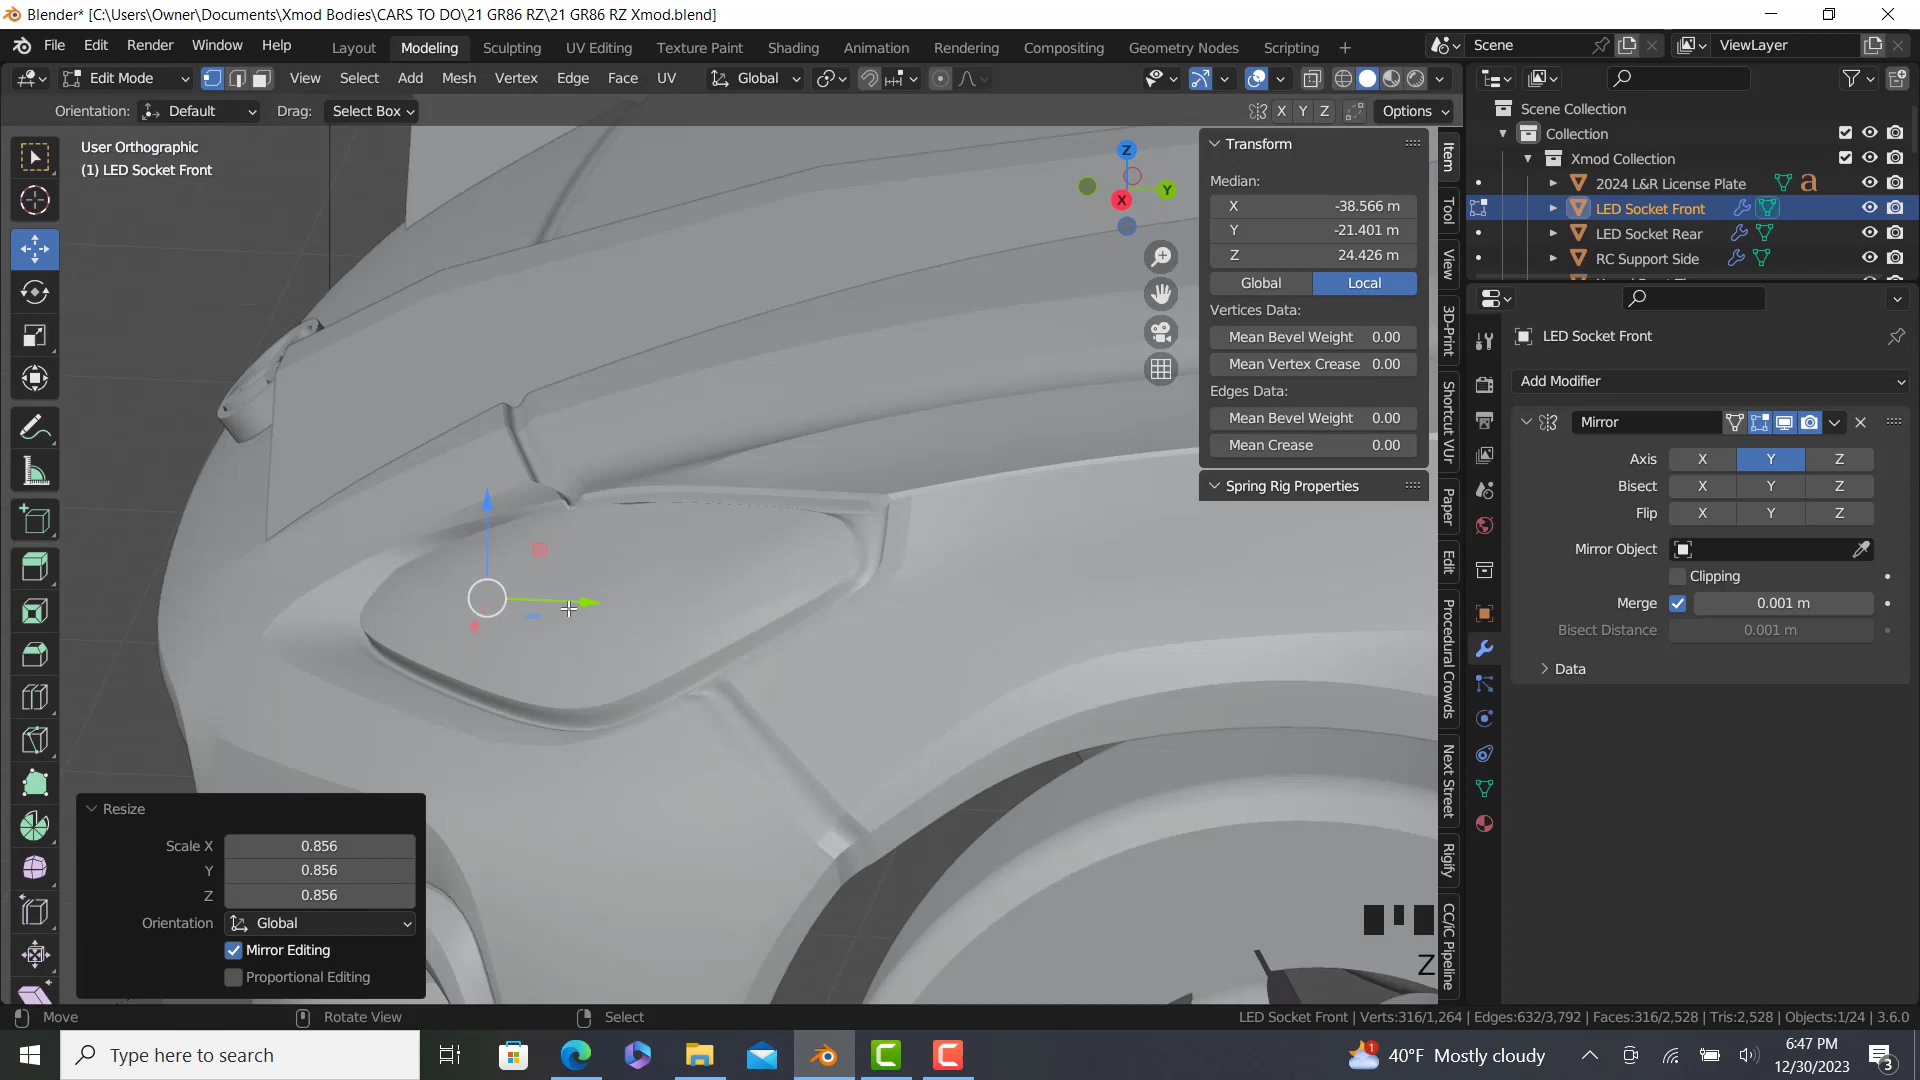 Blender* [C:\Users\Owner\Documents\Xmod Bodies\CARS TO DO\21 GR86 RZ\21 GR86 RZ Xmod.blend]
File Edit Render Window Help Layout Modeling Sculpting UV Editing Texture Paint Shading Animation Rendering Compositing Geometry Nodes Scripting + Scene ViewLayer
Edit Mode View Select Add Mesh Vertex Edge Face UV Global
Orientation: Default Drag: Select Box X Y Z Options
User Orthographic
(1) LED Socket Front
Z
Y
X
Transform
Median:
X -38.566 m
Y -21.401 m
Z 24.426 m
Global Local
Vertices Data:
Mean Bevel Weight 0.00
Mean Vertex Crease 0.00
Edges Data:
Mean Bevel Weight 0.00
Mean Crease 0.00
Spring Rig Properties
Item
Tool
View
3D-Print
Shortcut VUr
Paper
Edit
Procedural Crowds
Next Street
Rigify
CC/iC Pipeline
Scene Collection
Collection
Xmod Collection
2024 L&R License Plate
LED Socket Front
LED Socket Rear
RC Support Side
LED Socket Front
Add Modifier
Mirror
Axis X Y Z
Bisect X Y Z
Flip X Y Z
Mirror Object
Clipping
Merge 0.001 m
Bisect Distance 0.001 m
Data
Resize
Scale X 0.856
Y 0.856
Z 0.856
Orientation Global
Mirror Editing
Proportional Editing
Z
Move Rotate View Select LED Socket Front | Verts:316/1,264 | Edges:632/3,792 | Faces:316/2,528 | Tris:2,528 | Objects:1/24 | 3.6.0
Type here to search
1
40°F Mostly cloudy
6:47 PM
12/30/2023
3